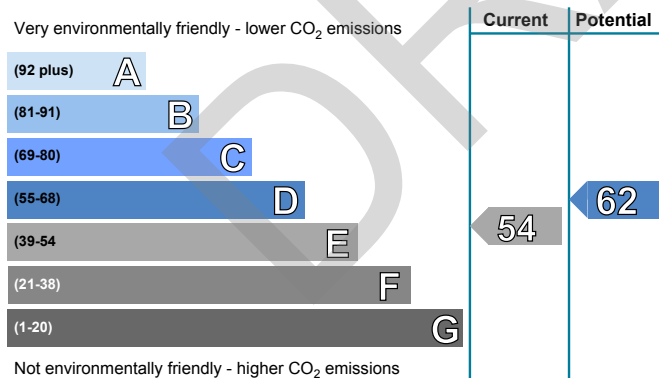 Very environmentally friendly - lower CO2 emissions
Current
Potential
(92 plus) A
(81-91) B
(69-80) C
(55-68) D
62
(39-54 E
54
(21-38) F
(1-20) G
Not environmentally friendly - higher CO2 emissions